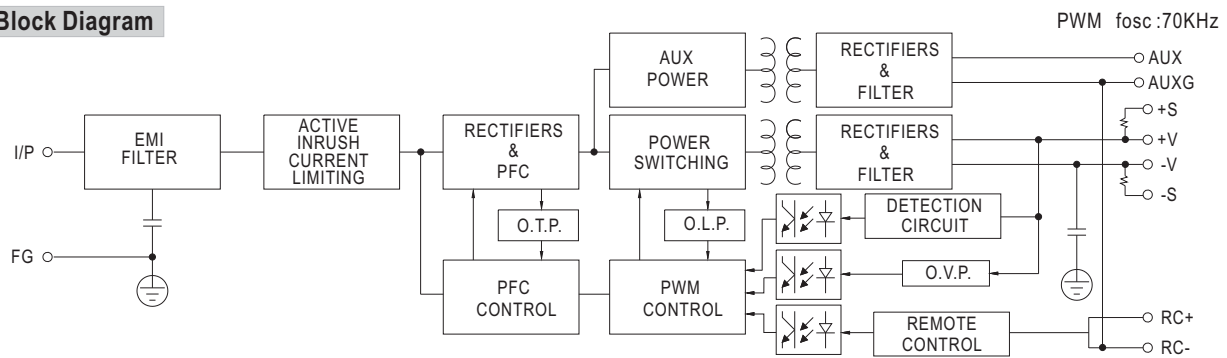 Block Diagram
PWM fosc :70KHz
AUX
POWER
RECTIFIERS
&
FILTER
AUX
AUXG
I/P
EMI
FILTER
ACTIVE
INRUSH
CURRENT
LIMITING
RECTIFIERS
&
PFC
POWER
SWITCHING
RECTIFIERS
&
FILTER
+S
+V
-V
-S
O.T.P.
O.L.P.
DETECTION
CIRCUIT
FG
PFC
CONTROL
PWM
CONTROL
O.V.P.
REMOTE
CONTROL
RC+
RC-